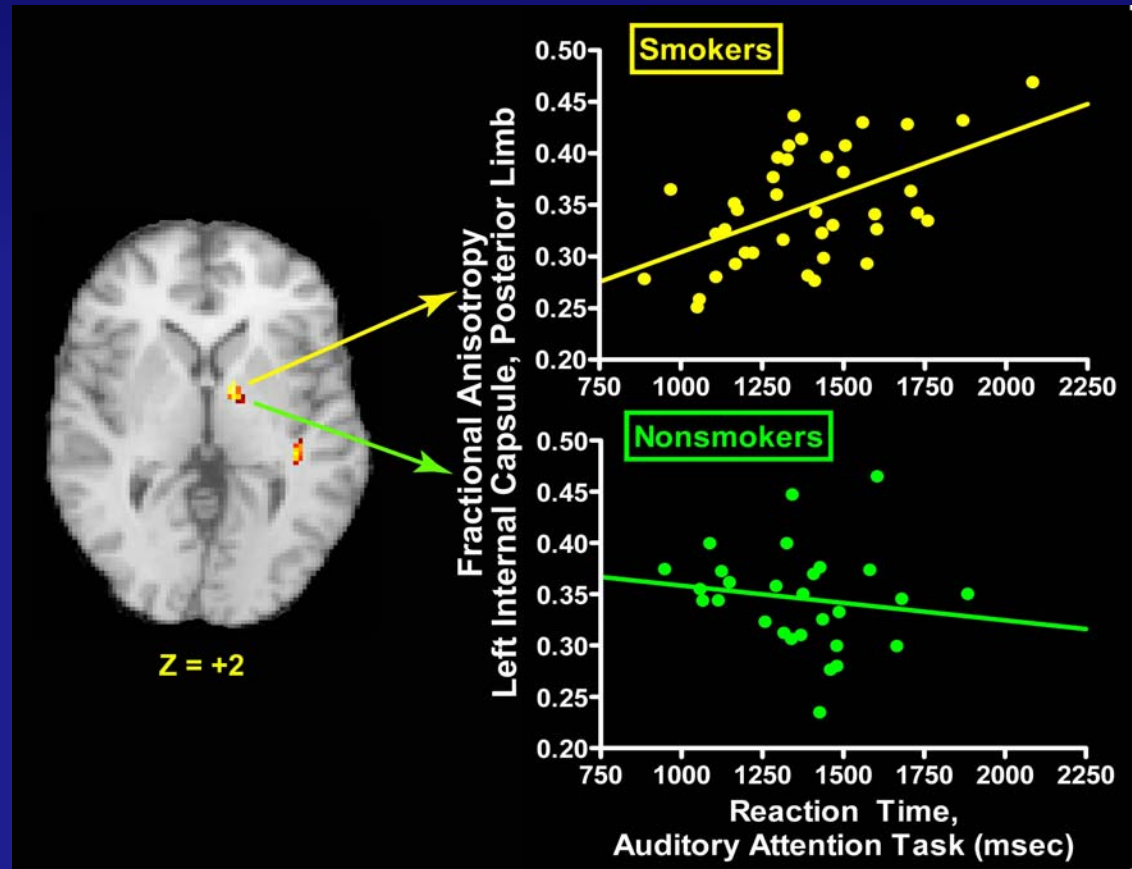 Smokers
0.50
0.45
0.40
0.35
0.30
0.25
0.20
750 1000 1250 1500 1750 2000 2250
Fractional Anisotropy
Left Internal Capsule, Posterior Limb
Z = +2
Nonsmokers
0.50
0.45
0.40
0.35
0.30
0.25
0.20
750 1000 1250 1500 1750 2000 2250
Reaction Time,
Auditory Attention Task (msec)